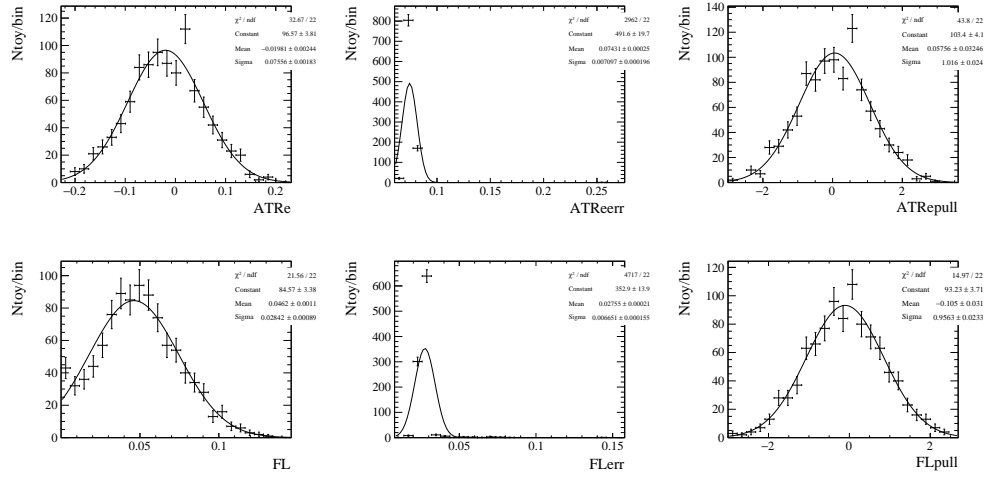 Ntoy/bin
120
100
80
60
40
20
0
−0.2 −0.1 0 0.1 0.2
ATRe
χ² / ndf 32.67 / 22
Constant 96.57 ± 3.81
Mean −0.01981 ± 0.00244
Sigma 0.07556 ± 0.00183
Ntoy/bin
800
700
600
500
400
300
200
100
0
0.1 0.15 0.2 0.25
ATReerr
χ² / ndf 2962 / 22
Constant 491.6 ± 19.7
Mean 0.07431 ± 0.00025
Sigma 0.007097 ± 0.000196
Ntoy/bin
140
120
100
80
60
40
20
0
−2 0 2
ATRepull
χ² / ndf 43.8 / 22
Constant 103.4 ± 4.1
Mean 0.05756 ± 0.03246
Sigma 1.016 ± 0.024
Ntoy/bin
100
80
60
40
20
0
0.05 0.1
FL
χ² / ndf 21.56 / 22
Constant 84.57 ± 3.38
Mean 0.0462 ± 0.0011
Sigma 0.02842 ± 0.00089
Ntoy/bin
600
500
400
300
200
100
0
0.05 0.1 0.15
FLerr
χ² / ndf 4717 / 22
Constant 352.9 ± 13.9
Mean 0.02755 ± 0.00021
Sigma 0.006651 ± 0.000155
Ntoy/bin
120
100
80
60
40
20
0
−2 0 2
FLpull
χ² / ndf 14.97 / 22
Constant 93.23 ± 3.71
Mean −0.105 ± 0.031
Sigma 0.9563 ± 0.0233